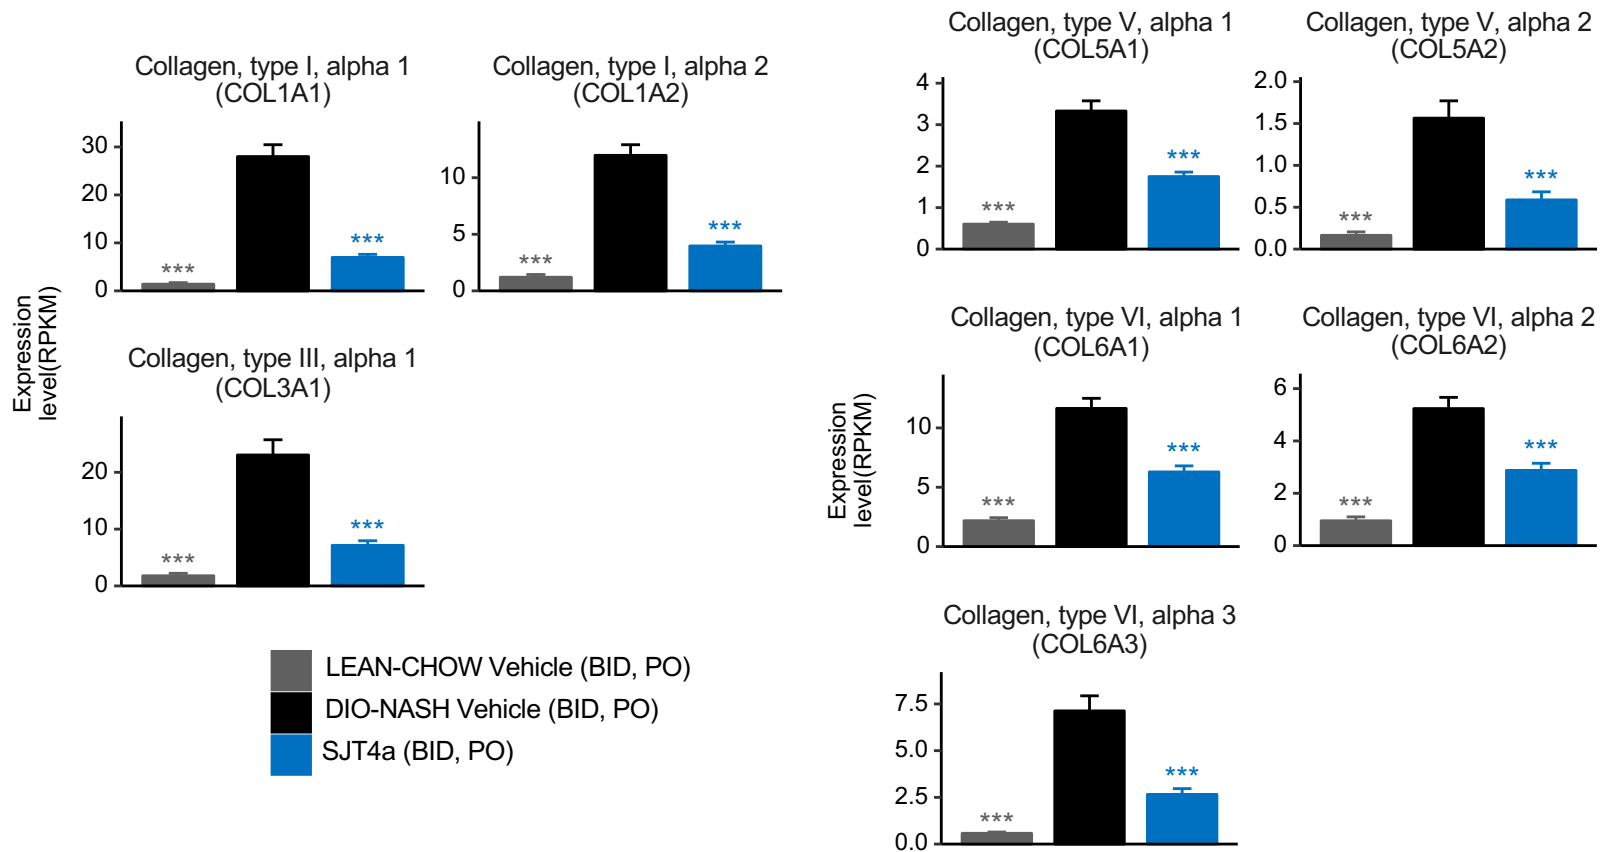 Collagen, type I, alpha 1
(COL1A1)
30
20
10
0
***
***
Collagen, type I, alpha 2
(COL1A2)
10
5
0
***
***
Expression
level(RPKM)
Collagen, type III, alpha 1
(COL3A1)
20
10
0
***
***
LEAN-CHOW Vehicle (BID, PO)
DIO-NASH Vehicle (BID, PO)
SJT4a (BID, PO)
Collagen, type V, alpha 1
(COL5A1)
4
3
2
1
0
***
***
Collagen, type V, alpha 2
(COL5A2)
2.0
1.5
1.0
0.5
0.0
***
***
Expression
level(RPKM)
Collagen, type VI, alpha 1
(COL6A1)
10
5
0
***
***
Collagen, type VI, alpha 2
(COL6A2)
6
4
2
0
***
***
Collagen, type VI, alpha 3
(COL6A3)
7.5
5.0
2.5
0.0
***
***